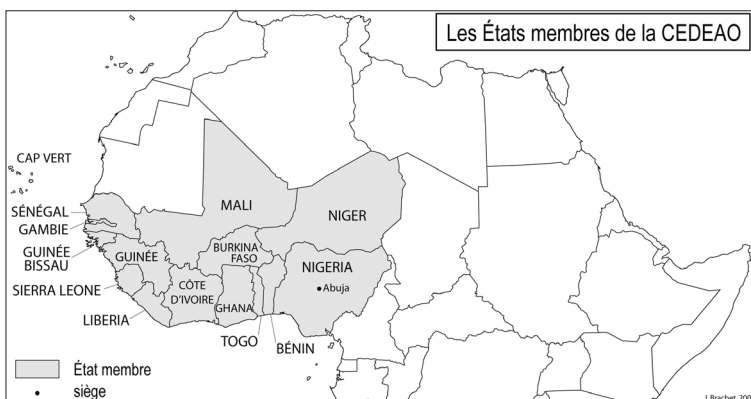 Les États membres de la CEDEAO
CAP VERT
MALI
NIGER
SÉNÉGAL
GAMBIE
GUINÉE
BISSAU
GUINÉE
BURKINA
FASO
NIGERIA
Abuja
SIERRA LEONE
CÔTE
D'IVOIRE
GHANA
LIBERIA
TOGO
BÉNIN
État membre
siège